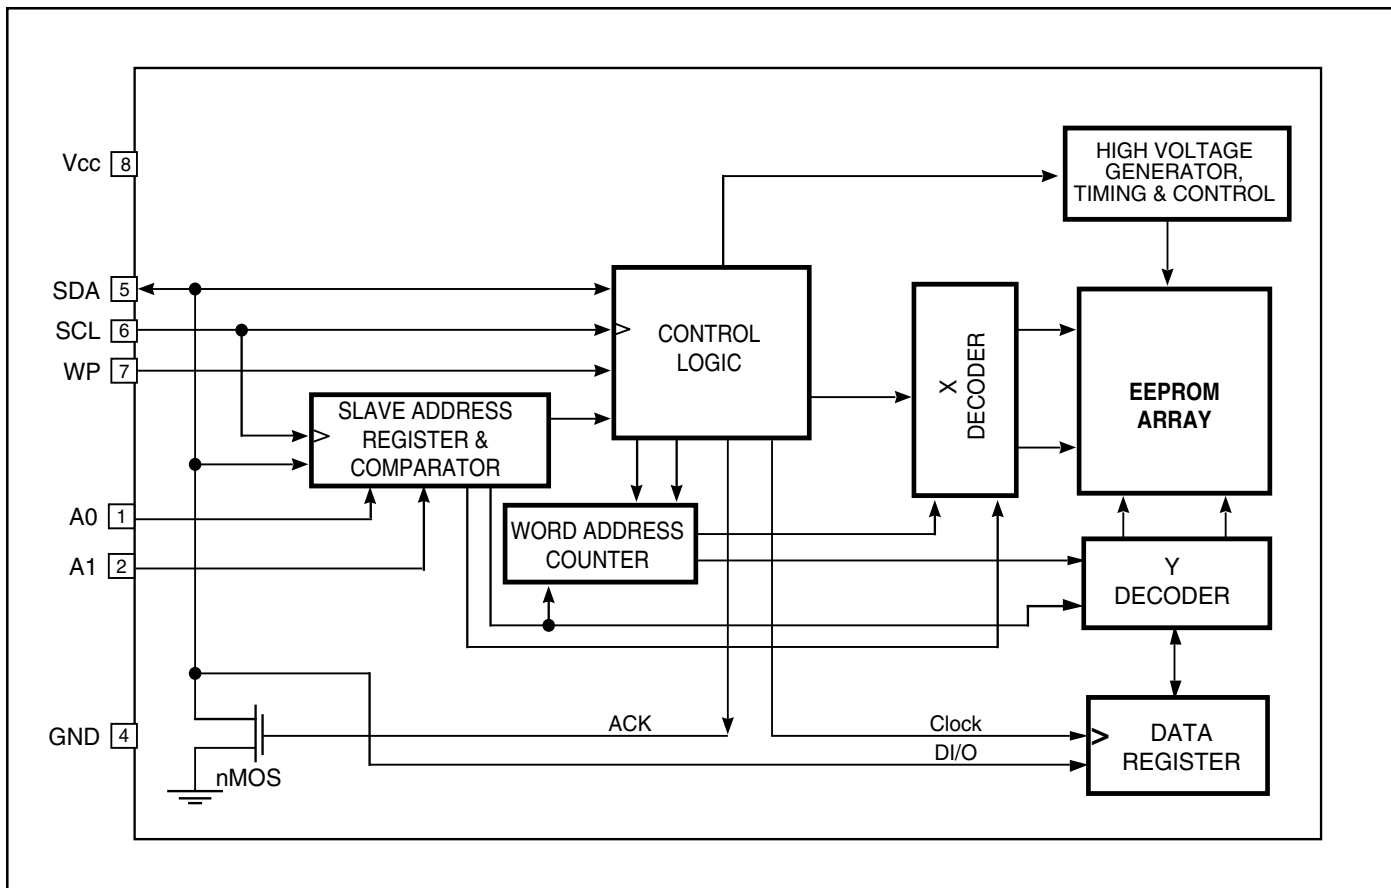 HIGH VOLTAGE
GENERATOR,
TIMING & CONTROL
Vcc 8
SDA 5
SCL 6
WP 7
CONTROL
LOGIC
X
DECODER
EEPROM
ARRAY
SLAVE ADDRESS
REGISTER &
COMPARATOR
A0 1
A1 2
WORD ADDRESS
COUNTER
Y
DECODER
GND 4
nMOS
ACK
Clock
DI/O
> DATA
REGISTER